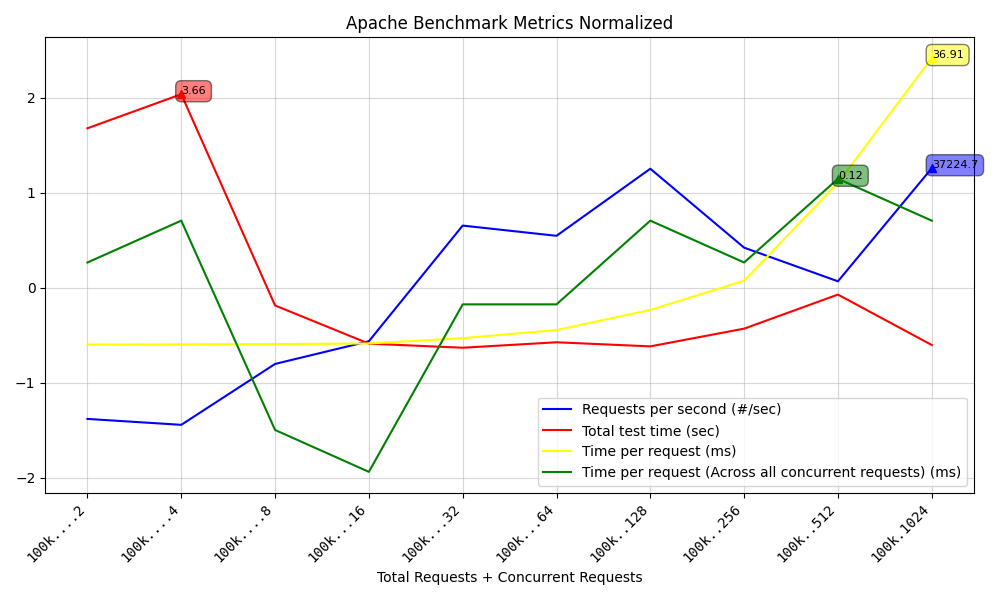 Apache Benchmark Metrics Normalized
36.91
3.66
37224.7
0.12
2
1
0
−1
−2
Requests per second (#/sec)
Total test time (sec)
Time per request (ms)
Time per request (Across all concurrent requests) (ms)
100k....2
100k....4
100k....8
100k...16
100k...32
100k...64
100k..128
100k..256
100k..512
100k.1024
Total Requests + Concurrent Requests